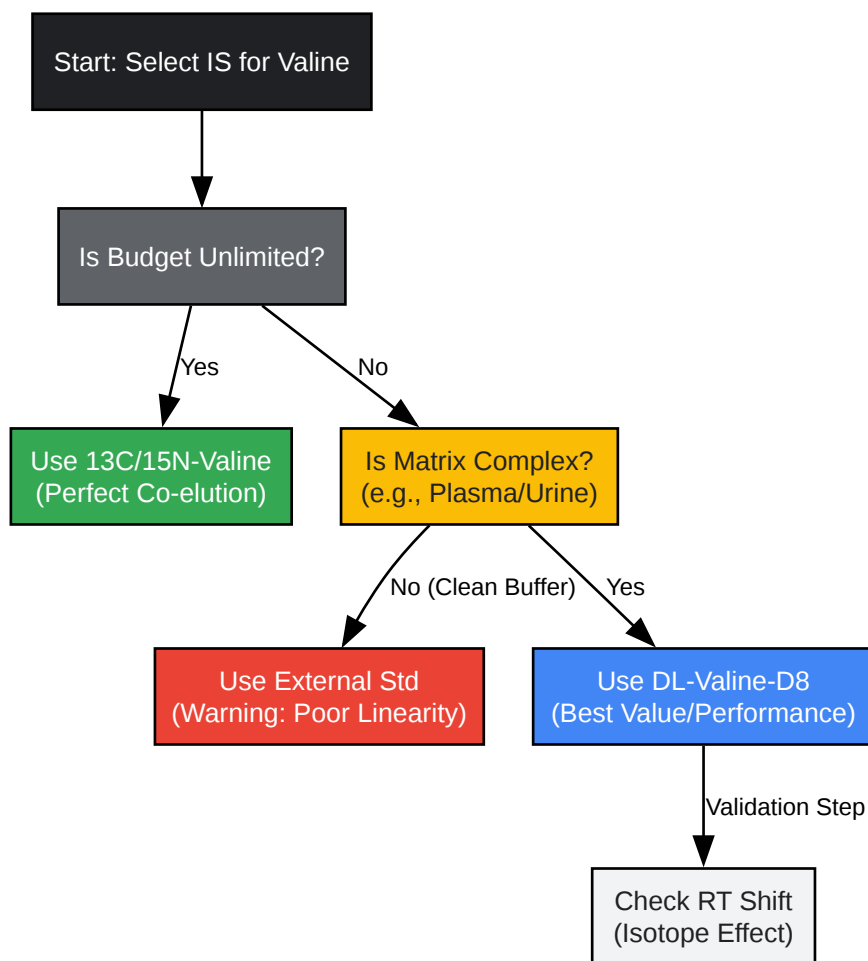 Start: Select IS for Valine
Is Budget Unlimited?
Yes
No
Use 13C/15N-Valine
(Perfect Co-elution)
Is Matrix Complex?
(e.g., Plasma/Urine)
No (Clean Buffer)
Yes
Use External Std
(Warning: Poor Linearity)
Use DL-Valine-D8
(Best Value/Performance)
Validation Step
Check RT Shift
(Isotope Effect)